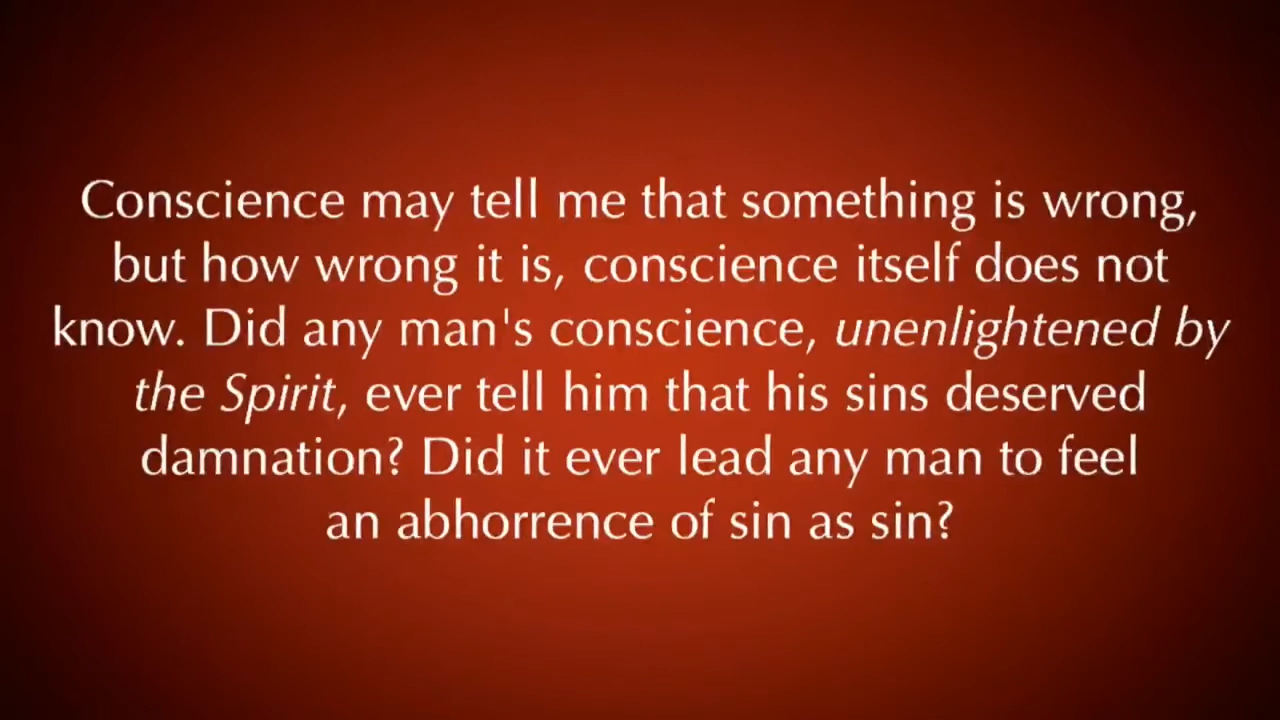 Conscience may tell me that something is wrong,
but how wrong it is, conscience itself does not
know. Did any man's conscience, unenlightened by
the Spirit, ever tell him that his sins deserved
damnation? Did it ever lead any man to feel
an abhorrence of sin as sin?